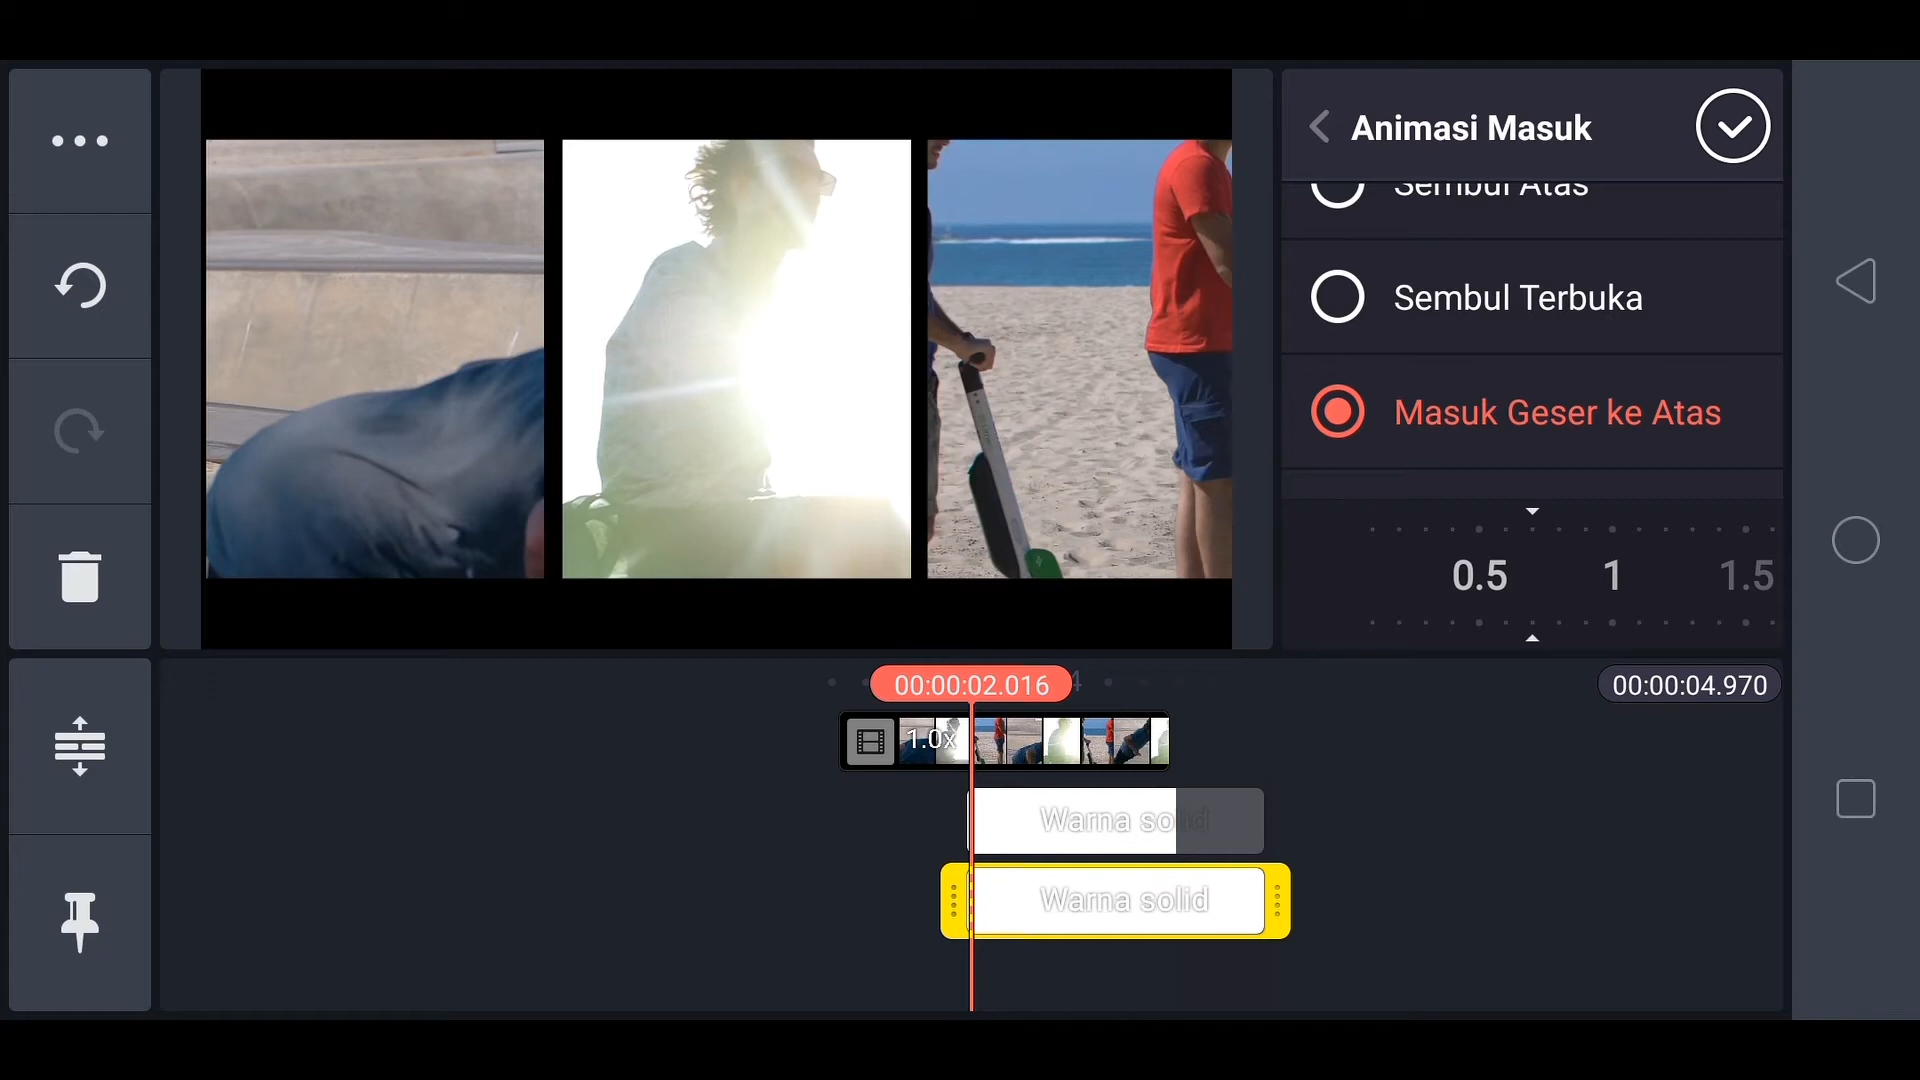 Animasi Masuk
Sembul Atas
Sembul Terbuka
Masuk Geser ke Atas
0.5 1 1.5
00:00:02.016
4
00:00:04.970
1.0x
Warna solid
Warna solid